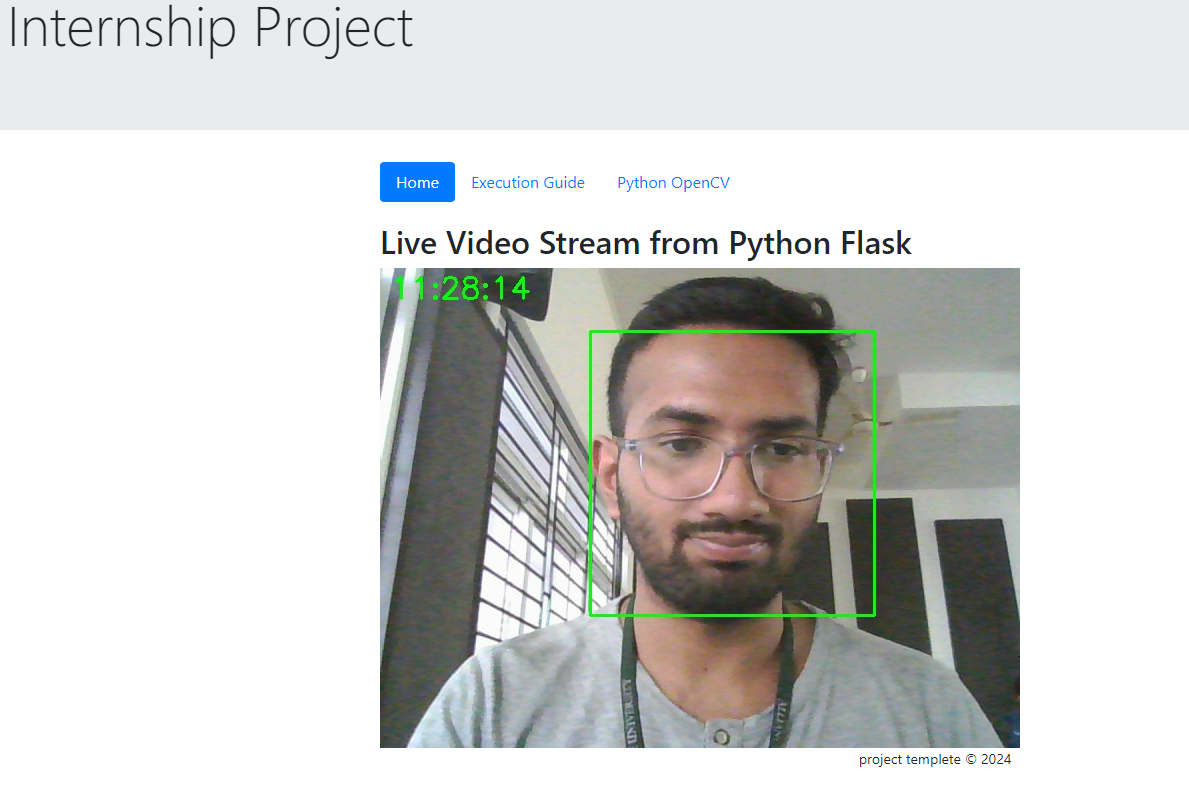 Internship Project
Home Execution Guide Python OpenCV
Live Video Stream from Python Flask
11:28:14
UNIVERSITY
project templete © 2024